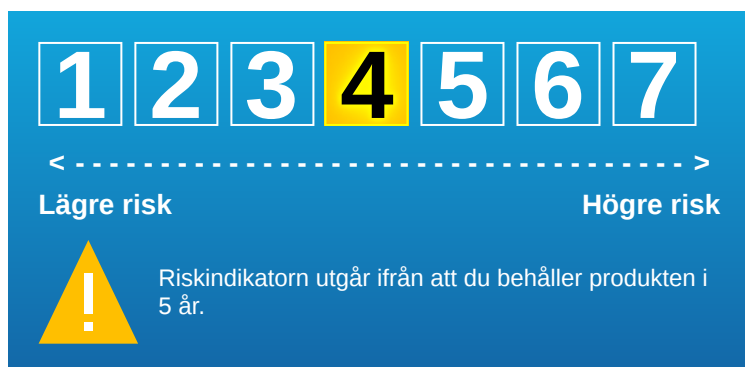 1 2 3 4 5 6 7
< - - - - - - - - - - - - - - - - - - - - - - - - - - - - - - - - - - - - >
Lägre risk Högre risk
Riskindikatorn utgår ifrån att du behåller produkten i
5 år.